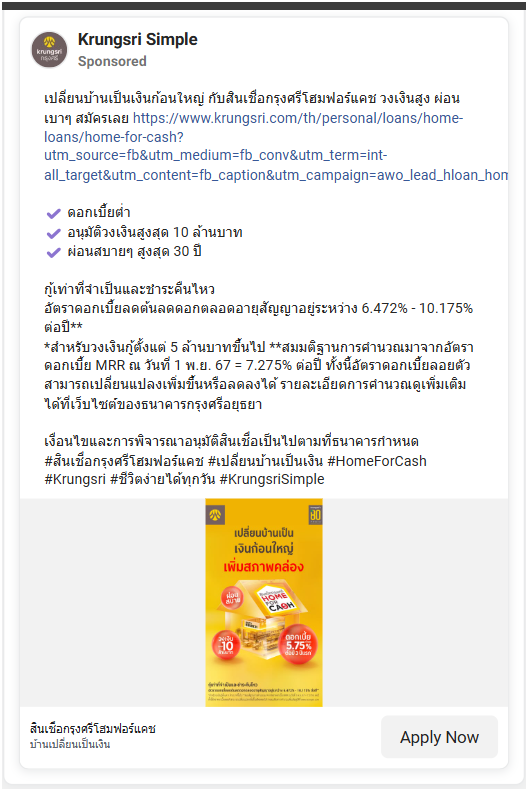 Krungsri Simple
Sponsored
krungsri
กรุงศรี
เปลี่ยนบ้านเป็นเงินก้อนใหญ่ กับสินเชื่อกรุงศรีโฮมฟอร์แคช วงเงินสูง ผ่อน
เบาๆ สมัครเลย https://www.krungsri.com/th/personal/loans/home-
loans/home-for-cash?
utm_source=fb&utm_medium=fb_conv&utm_term=int-
all_target&utm_content=fb_caption&utm_campaign=awo_lead_hloan_hom
ดอกเบี้ยต่ำ
อนุมัติวงเงินสูงสุด 10 ล้านบาท
ผ่อนสบายๆ สูงสุด 30 ปี
กู้เท่าที่จำเป็นและชำระคืนไหว
อัตราดอกเบี้ยลดต้นลดดอกตลอดอายุสัญญาอยู่ระหว่าง 6.472% - 10.175%
ต่อปี**
*สำหรับวงเงินกู้ตั้งแต่ 5 ล้านบาทขึ้นไป **สมมติฐานการคำนวณมาจากอัตรา
ดอกเบี้ย MRR ณ วันที่ 1 พ.ย. 67 = 7.275% ต่อปี ทั้งนี้อัตราดอกเบี้ยลอยตัว
สามารถเปลี่ยนแปลงเพิ่มขึ้นหรือลดลงได้ รายละเอียดการคำนวณดูเพิ่มเติม
ได้ที่เว็บไซต์ของธนาคารกรุงศรีอยุธยา
เงื่อนไขและการพิจารณาอนุมัติสินเชื่อเป็นไปตามที่ธนาคารกำหนด
#สินเชื่อกรุงศรีโฮมฟอร์แคช #เปลี่ยนบ้านเป็นเงิน #HomeForCash
#Krungsri #ชีวิตง่ายได้ทุกวัน #KrungsriSimple
เปลี่ยนบ้านเป็น
เงินก้อนใหญ่
เพิ่มสภาพคล่อง
ผ่อน
สบาย
HOME
FOR
CASH
วงเงิน
10
ล้านบาท
ดอกเบี้ย
5.75%
กู้เท่าที่จำเป็นและชำระคืนไหว
สินเชื่อกรุงศรีโฮมฟอร์แคช
บ้านเปลี่ยนเป็นเงิน
Apply Now